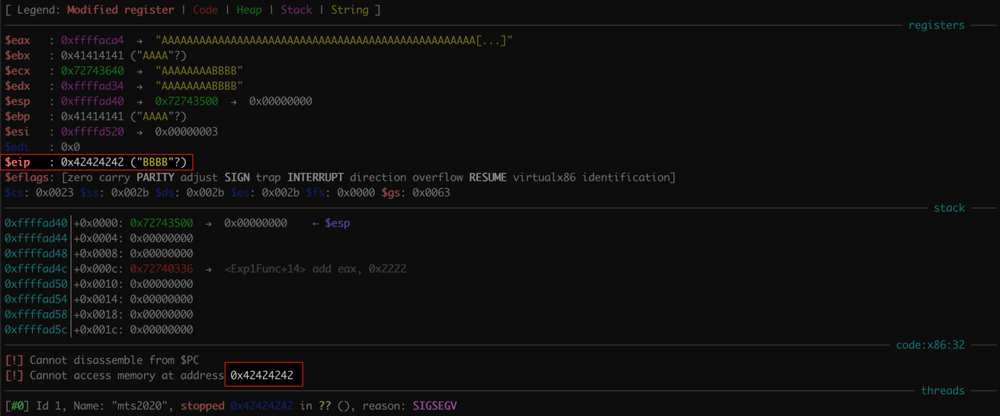 [ Legend: Modified register | Code | Heap | Stack | String ]
registers
$eax : 0xffffaca4 → "AAAAAAAAAAAAAAAAAAAAAAAAAAAAAAAAAAAAAAAAAAAAAAAAAA[...]"
$ebx : 0x41414141 ("AAAA"?)
$ecx : 0x72743640 → "AAAAAAAABBBB"
$edx : 0xffffad34 → "AAAAAAAABBBB"
$esp : 0xffffad40 → 0x72743500 → 0x00000000
$ebp : 0x41414141 ("AAAA"?)
$esi : 0xffffd520 → 0x00000003
$edi : 0x0
$eip : 0x42424242 ("BBBB"?)
$eflags: [zero carry PARITY adjust SIGN trap INTERRUPT direction overflow RESUME virtualx86 identification]
$cs: 0x0023 $ss: 0x002b $ds: 0x002b $es: 0x002b $fs: 0x0000 $gs: 0x0063
stack
0xffffad40│+0x0000: 0x72743500 → 0x00000000 ← $esp
0xffffad44│+0x0004: 0x00000000
0xffffad48│+0x0008: 0x00000000
0xffffad4c│+0x000c: 0x72740336 → <Exp1Func+14> add eax, 0x2222
0xffffad50│+0x0010: 0x00000000
0xffffad54│+0x0014: 0x00000000
0xffffad58│+0x0018: 0x00000000
0xffffad5c│+0x001c: 0x00000000
code:x86:32
[!] Cannot disassemble from $PC
[!] Cannot access memory at address 0x42424242
threads
[#0] Id 1, Name: "mts2020", stopped 0x42424242 in ?? (), reason: SIGSEGV